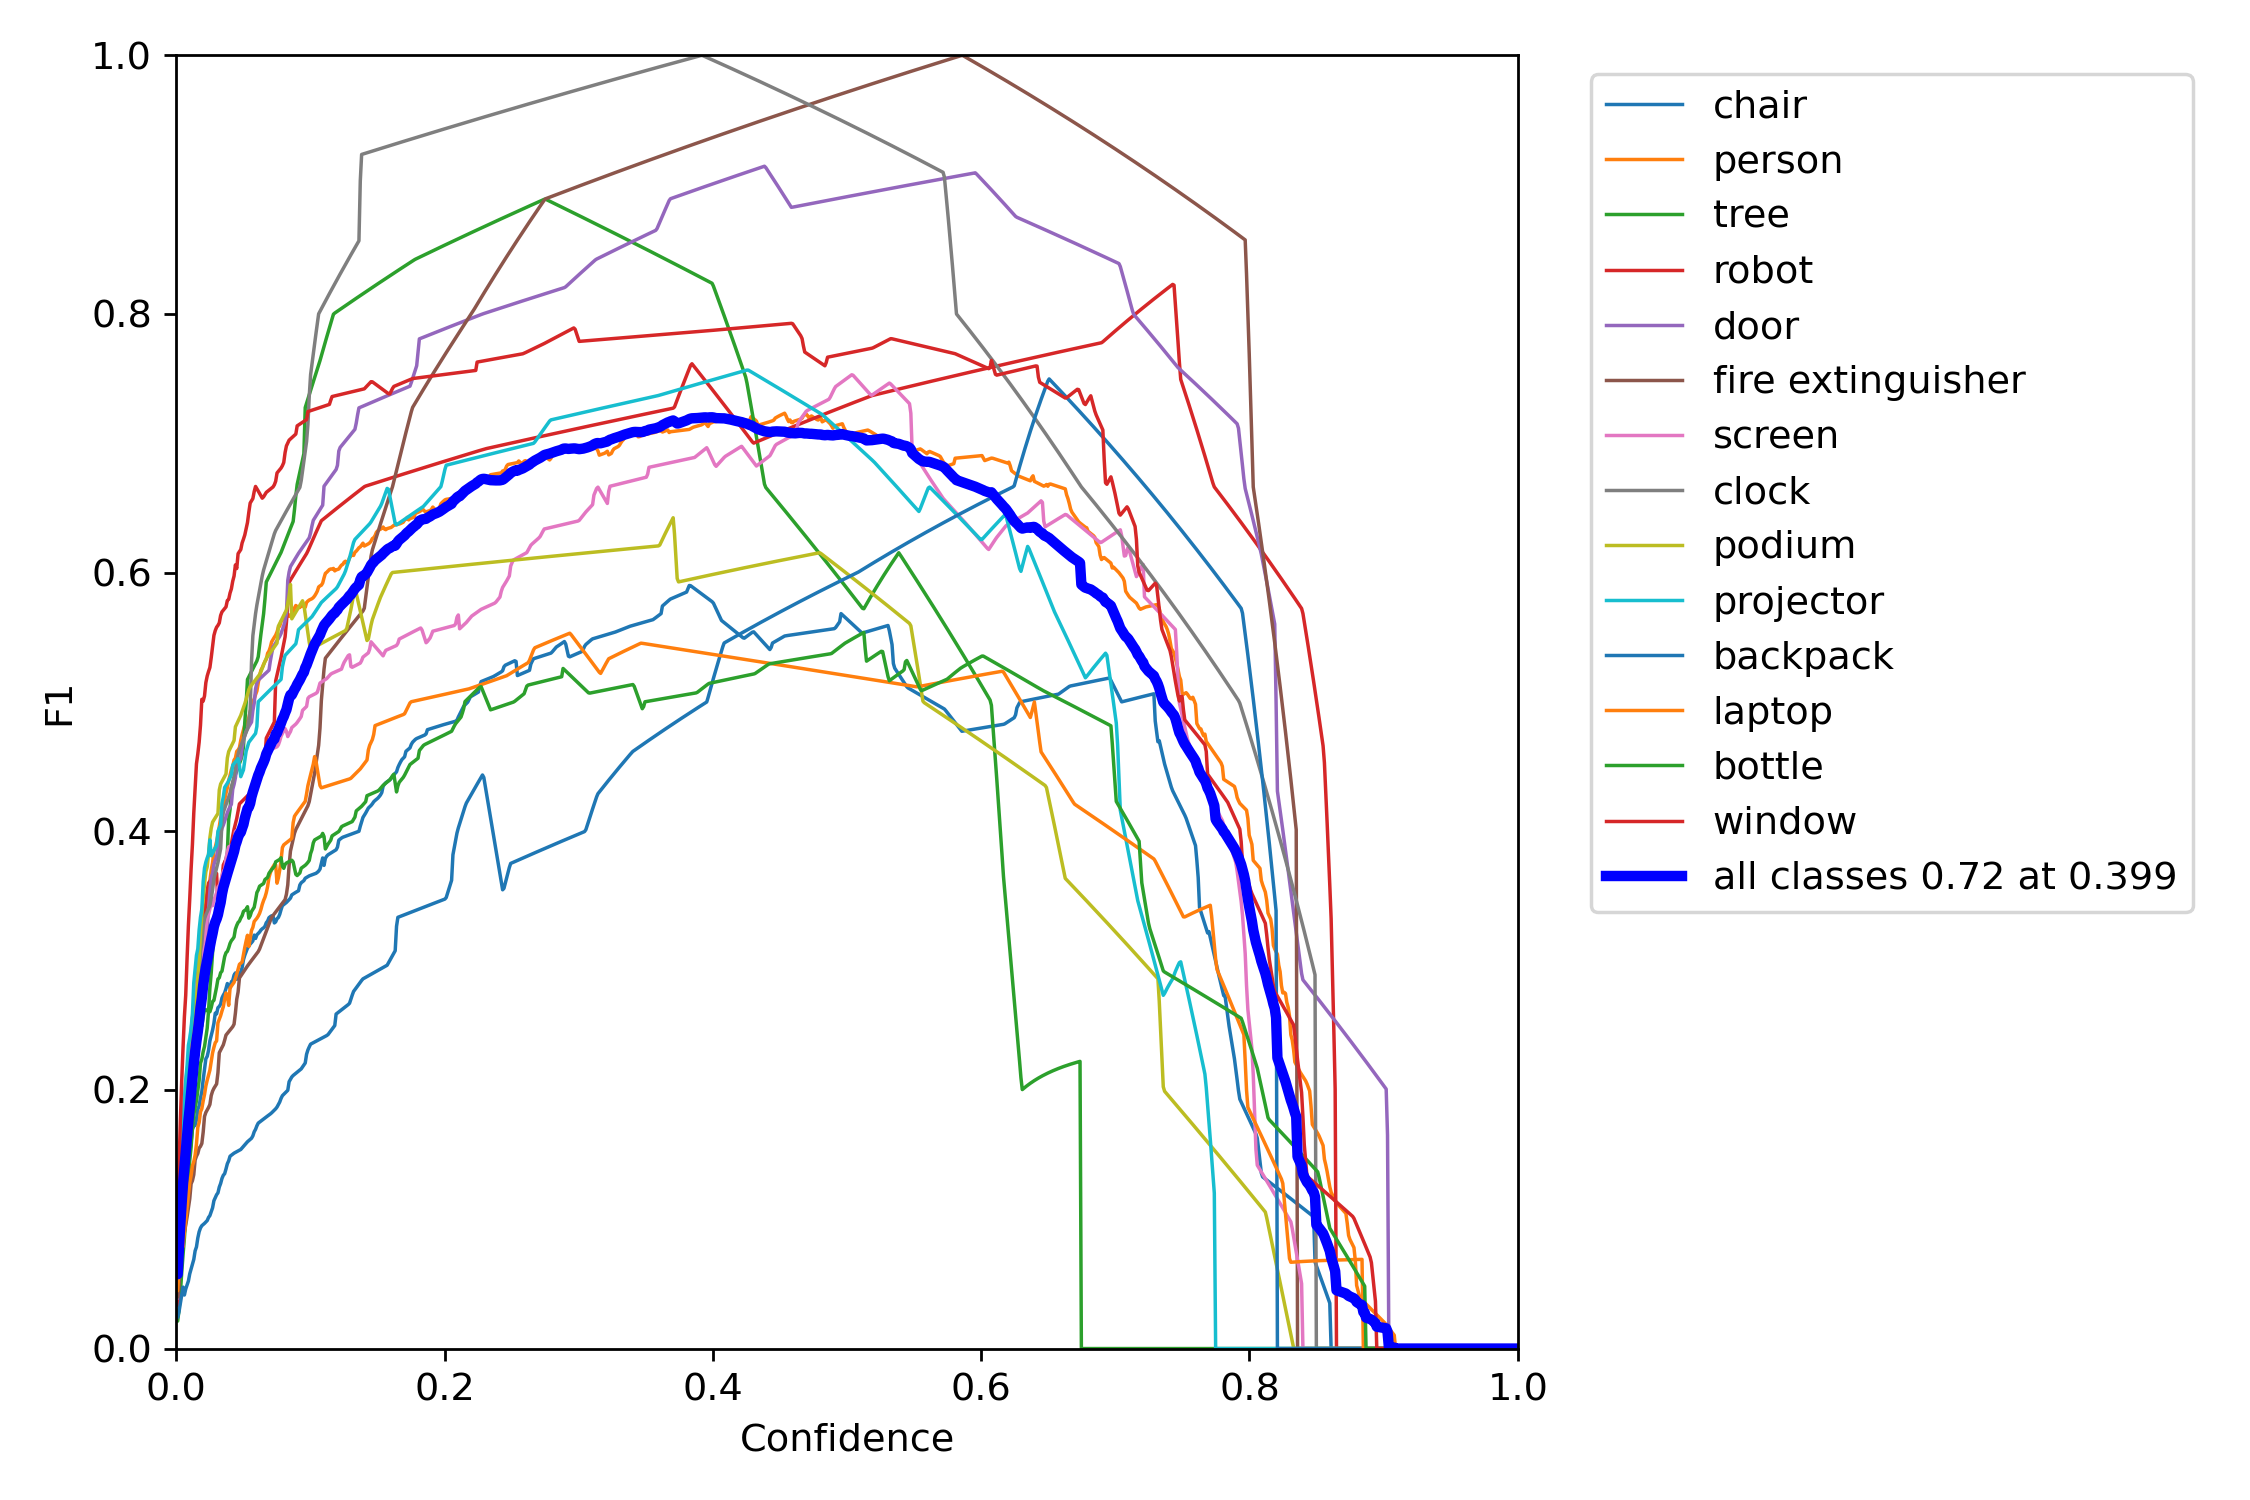 1.0
0.8
0.6
0.4
0.2
0.0
0.0 0.2 0.4 0.6 0.8 1.0
F1
Confidence
chair
person
tree
robot
door
fire extinguisher
screen
clock
podium
projector
backpack
laptop
bottle
window
all classes 0.72 at 0.399